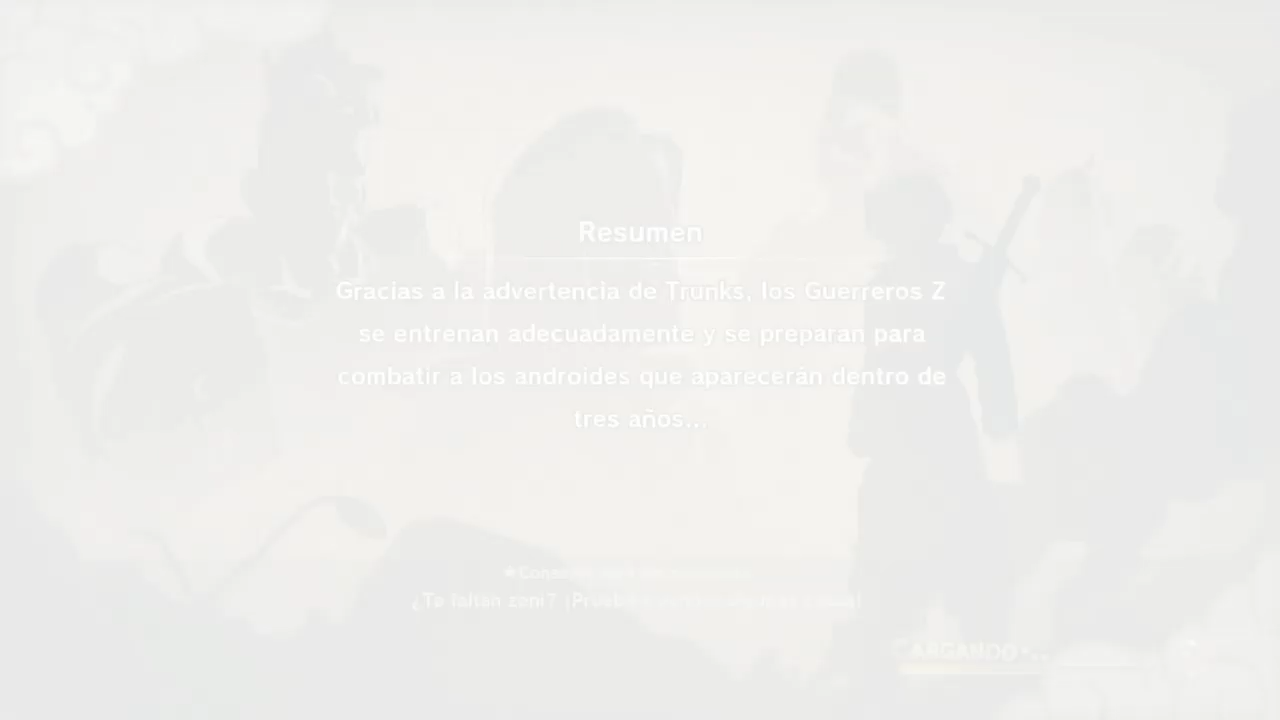 Resumen
Gracias a la advertencia de Trunks, los Guerreros Z
se entrenan adecuadamente y se preparan para
combatir a los androides que aparecerán dentro de
tres años...
¿Te faltan zeni? ¡Prueba
CARGANDO...